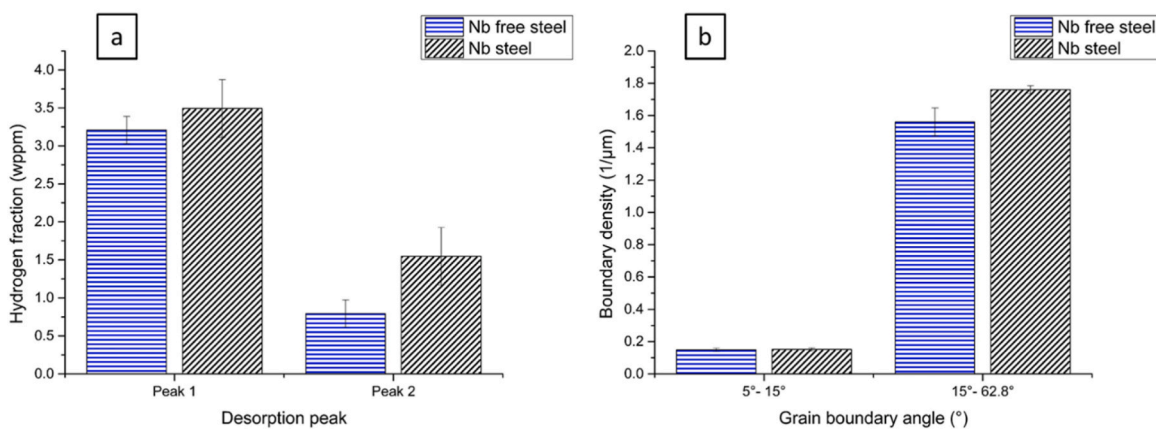 a
Nb free steel
Nb steel
Hydrogen fraction (wppm)
4.0
3.5
3.0
2.5
2.0
1.5
1.0
0.5
0.0
Peak 1 Peak 2
Desorption peak
b
Nb free steel
Nb steel
Boundary density (1/μm)
2.0
1.8
1.6
1.4
1.2
1.0
0.8
0.6
0.4
0.2
0.0
5°- 15° 15°- 62.8°
Grain boundary angle (°)